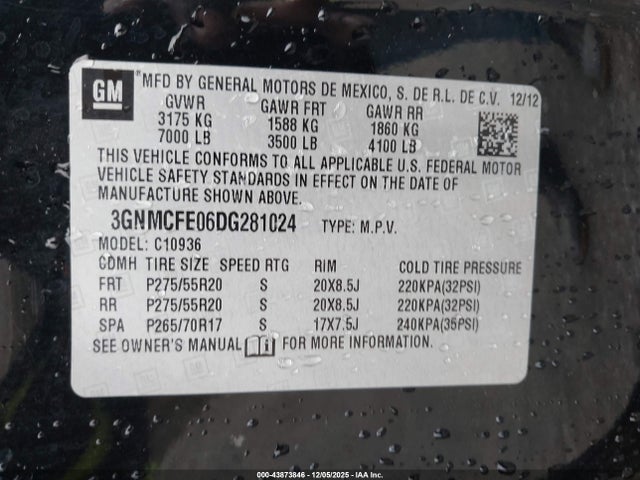 GM
*MFD BY GENERAL MOTORS DE MEXICO, S. DE R.L. DE C.V. 12/12
GVWR GAWR FRT GAWR RR
3175 KG 1588 KG 1860 KG
7000 LB 3500 LB 4100 LB
THIS VEHICLE CONFORMS TO ALL APPLICABLE U.S. FEDERAL MOTOR
VEHICLE SAFETY STANDARDS IN EFFECT ON THE DATE OF
MANUFACTURE SHOWN ABOVE.
3GNMCFE06DG281024 TYPE: M.P.V.
MODEL: C10936
CDMH TIRE SIZE SPEED RTG RIM COLD TIRE PRESSURE
FRT P275/55R20 S 20X8.5J 220KPA(32PSI)
RR P275/55R20 S 20X8.5J 220KPA(32PSI)
SPA P265/70R17 S 17X7.5J 240KPA(35PSI)
SEE OWNER'S MANUAL FOR MORE INFORMATION.
000-43873846 - 12/05/2025 - IAAI.COM